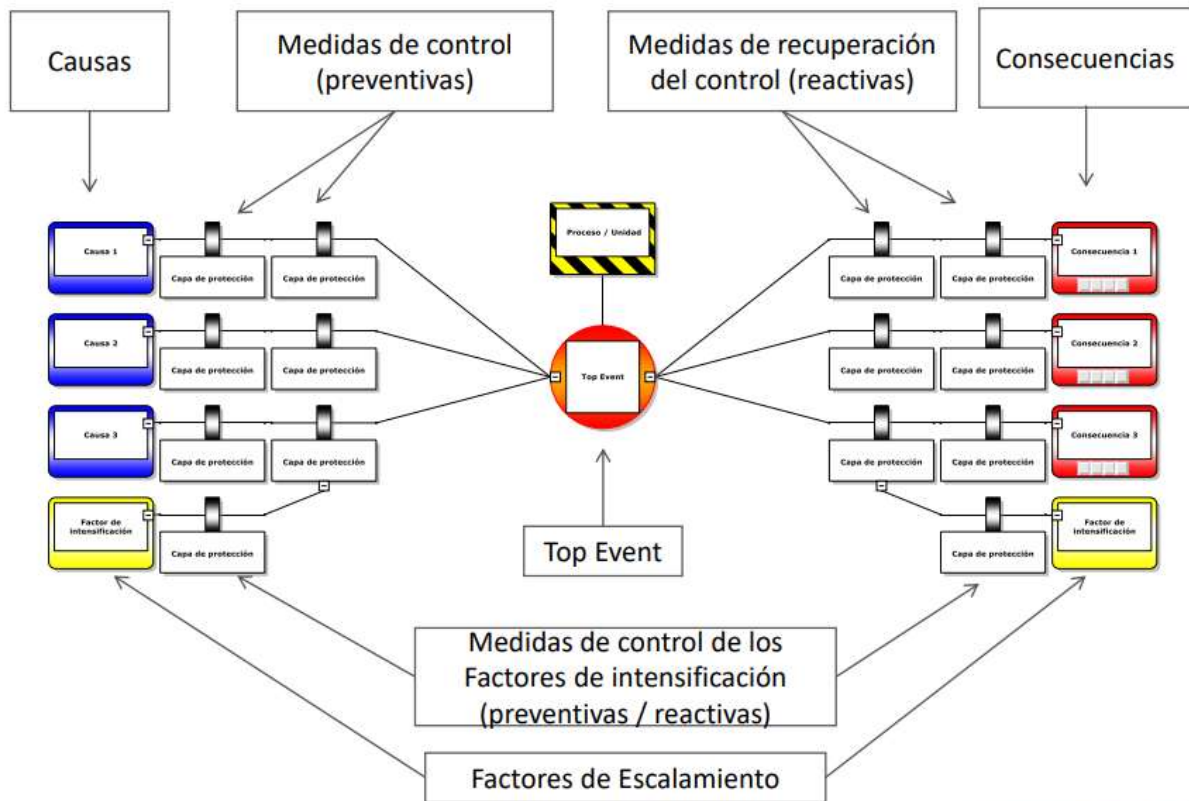 Causas
Medidas de control
(preventivas)
Medidas de recuperación
del control (reactivas)
Consecuencias
Proceso / Unidad
Causa 1
Capa de protección
Capa de protección
Capa de protección
Capa de protección
Consecuencia 1
Causa 2
Capa de protección
Capa de protección
Top Event
Capa de protección
Capa de protección
Consecuencia 2
Causa 3
Capa de protección
Capa de protección
Capa de protección
Capa de protección
Consecuencia 3
Factor de
intensificación
Capa de protección
Top Event
Capa de protección
Factor de
intensificación
Medidas de control de los
Factores de intensificación
(preventivas / reactivas)
Factores de Escalamiento